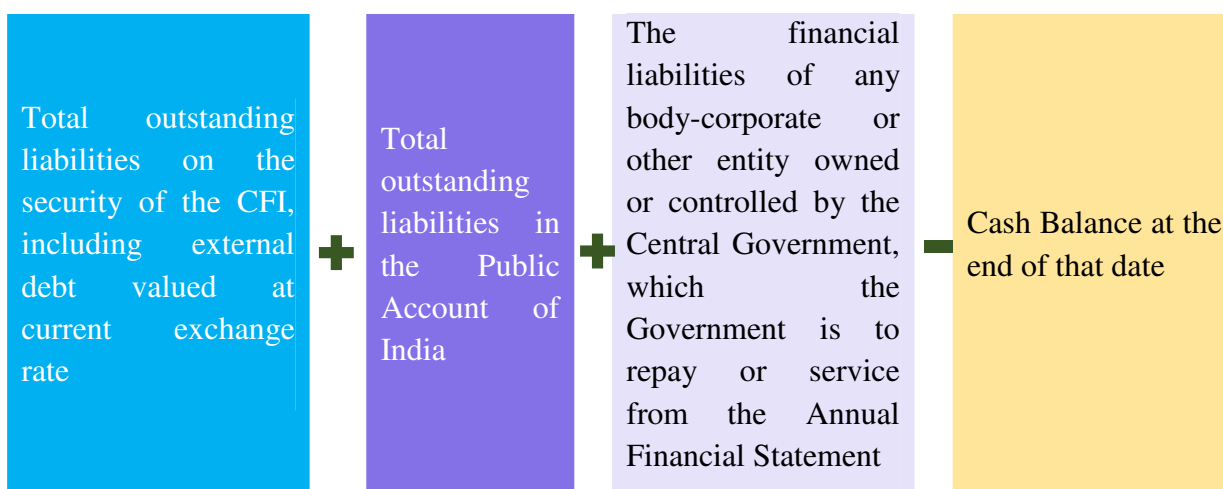 Total outstanding
liabilities on the
security of the CFI,
including external
debt valued at
current exchange
rate
Total
outstanding
liabilities in
the Public
Account of
India
The financial
liabilities of any
body-corporate or
other entity owned
or controlled by the
Central Government,
which the
Government is to
repay or service
from the Annual
Financial Statement
Cash Balance at the
end of that date